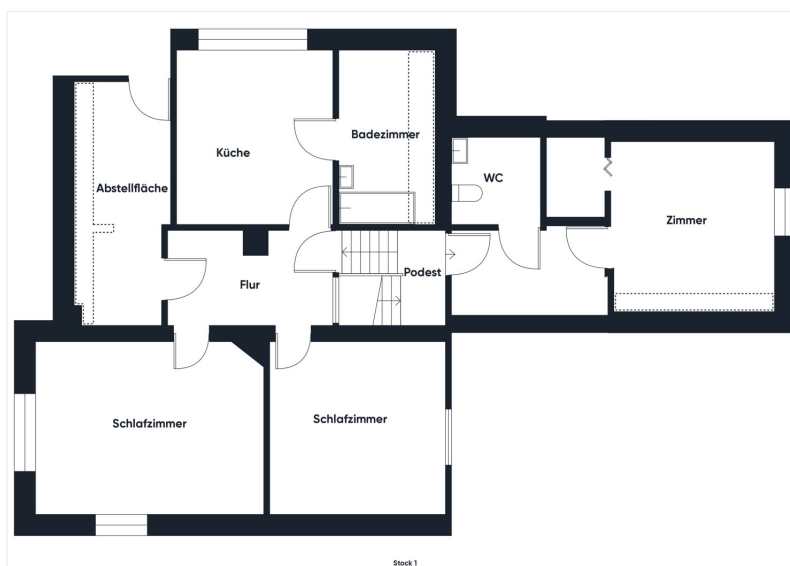 Küche
Badezimmer
Abstellfläche
WC
Zimmer
Podest
Flur
Schlafzimmer
Schlafzimmer
Stock 1